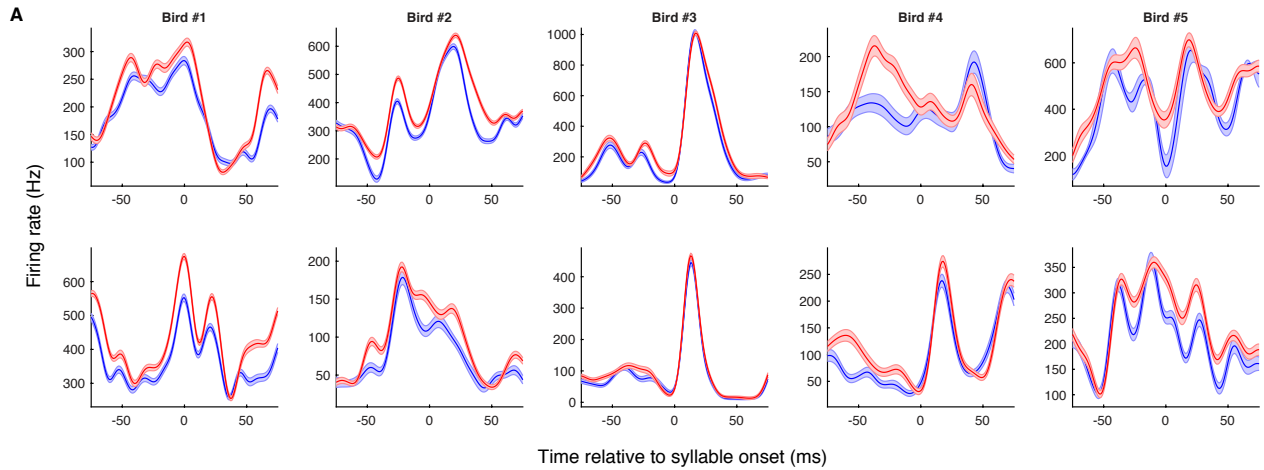 A
Bird #1 Bird #2 Bird #3 Bird #4 Bird #5
Firing rate (Hz)
300 250 200 150 100
600 500 400 300 200
1000 800 600 400 200
200 150 100 50
600 400 200
-50 0 50 -50 0 50 -50 0 50 -50 0 50 -50 0 50
600 500 400 300
200 150 100 50
400 300 200 100 0
250 200 150 100 50
350 300 250 200 150 100
-50 0 50 -50 0 50 -50 0 50 -50 0 50 -50 0 50
Time relative to syllable onset (ms)